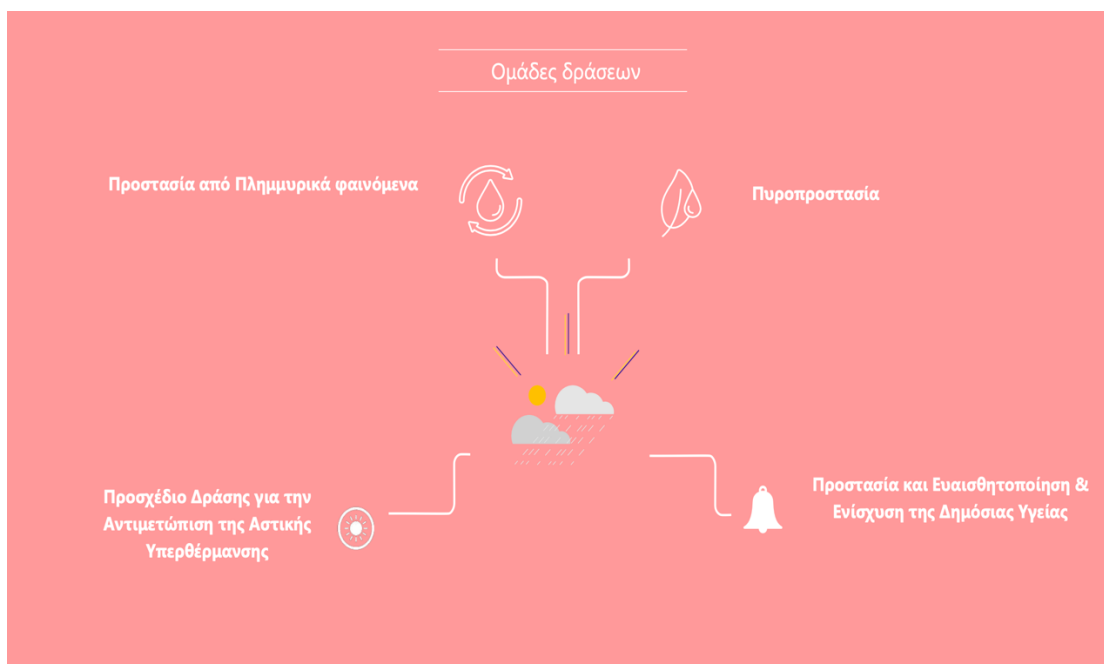 Ομάδες δράσεων
Προστασία από Πλημμυρικά φαινόμενα
Πυροπροστασία
Προσχέδιο Δράσης για την
Αντιμετώπιση της Αστικής
Υπερθέρμανσης
Προστασία και Ευαισθητοποίηση &
Ενίσχυση της Δημόσιας Υγείας